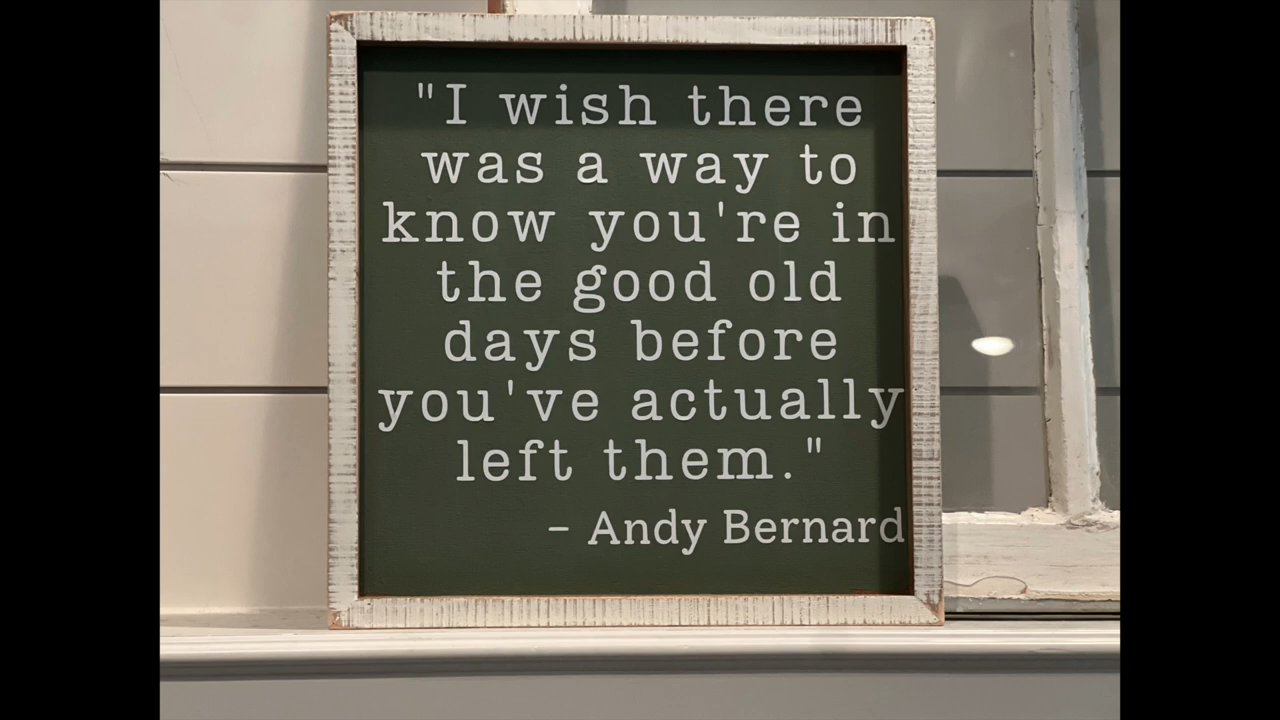 "I wish there
was a way to
know you're in
the good old
days before
you've actually
left them."
– Andy Bernard